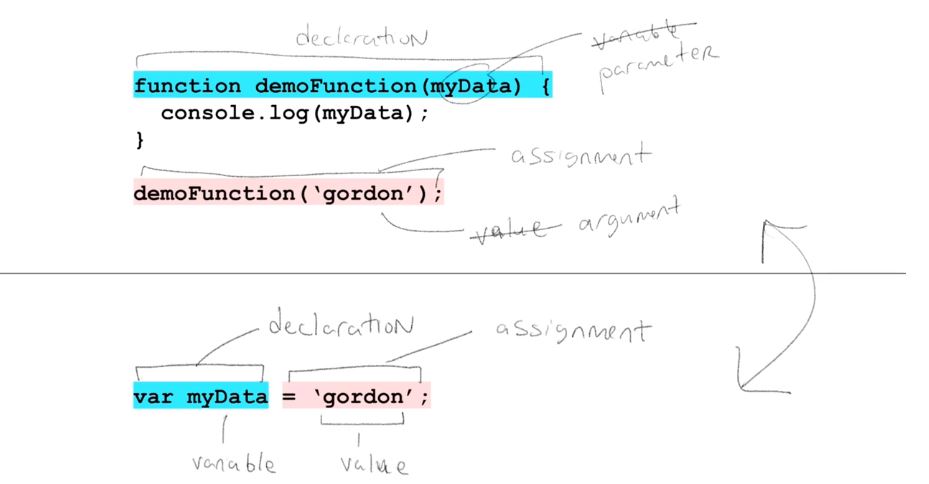 declaration
variable
parameter
function demoFunction(myData) {
console.log(myData);
}
assignment
demoFunction(‘gordon’);
value argument
declaration
assignment
var myData = ‘gordon’;
variable
value